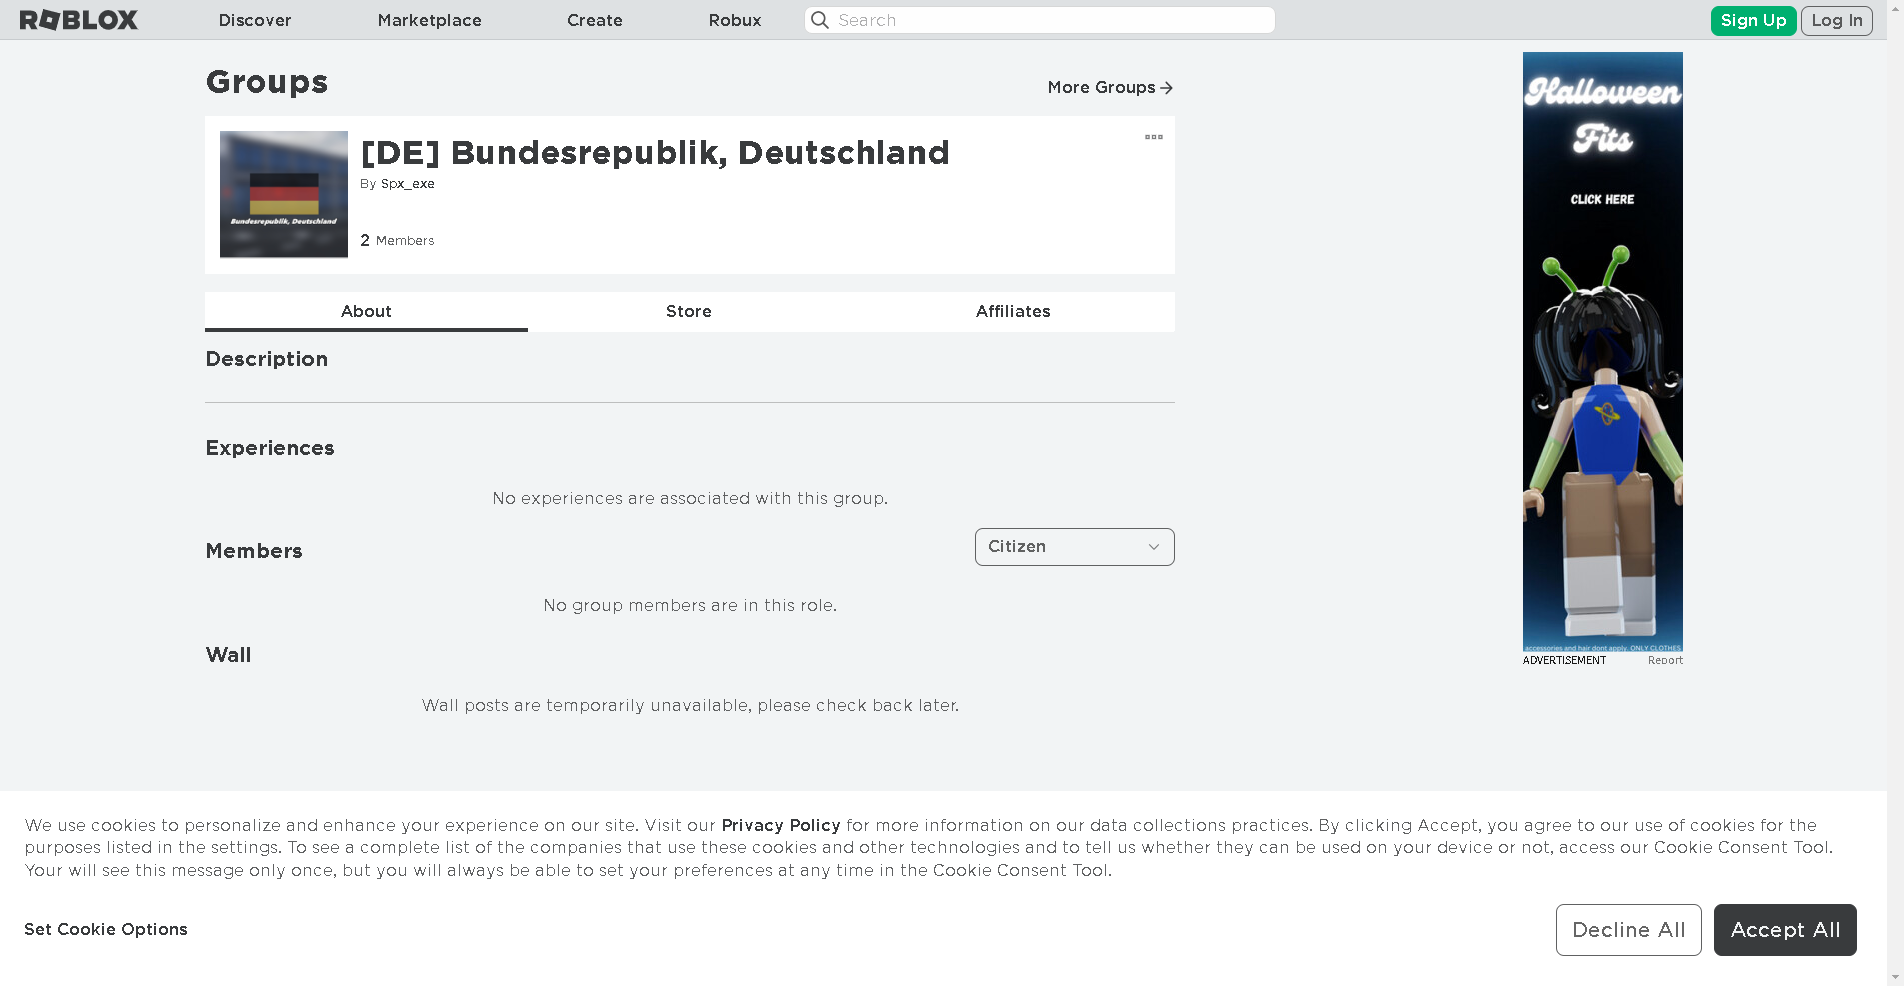 ROBLOX Discover Marketplace Create Robux Search Sign Up Log In
Groups
More Groups
[DE] Bundesrepublik, Deutschland
By Spx_exe
Bundesrepublik, Deutschland
2 Members
About Store Affiliates
Description
Experiences
No experiences are associated with this group.
Members
Citizen
No group members are in this role.
Wall
Wall posts are temporarily unavailable, please check back later.
Halloween
Fits
CLICK HERE
accessories and hair dont apply. ONLY CLOTHES
ADVERTISEMENT Report
We use cookies to personalize and enhance your experience on our site. Visit our Privacy Policy for more information on our data collections practices. By clicking Accept, you agree to our use of cookies for the
purposes listed in the settings. To see a complete list of the companies that use these cookies and other technologies and to tell us whether they can be used on your device or not, access our Cookie Consent Tool.
Your will see this message only once, but you will always be able to set your preferences at any time in the Cookie Consent Tool.
Set Cookie Options
Decline All
Accept All